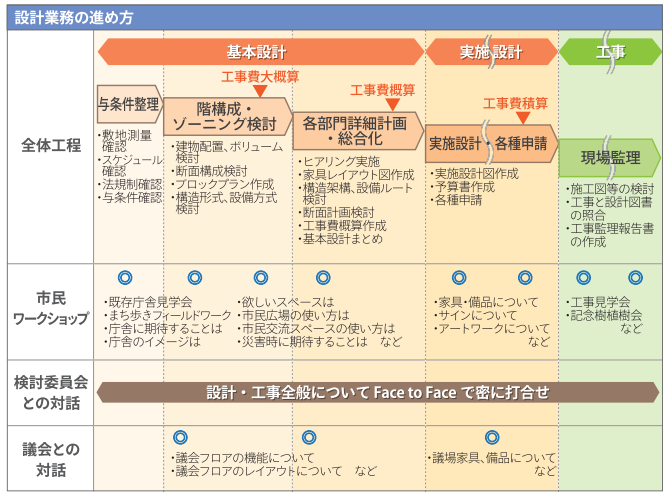 設計業務の進め方
基本設計
実施設計
工事
工事費大概算
工事費概算
工事費積算
全体工程
与条件整理
・敷地測量
確認
・スケジュール
確認
・法規制確認
・与条件確認
階構成・
ゾーニング検討
・建物配置、ボリューム
検討
・断面構成検討
・ブロックプラン作成
・構造形式、設備方式
検討
各部門詳細計画
・総合化
・ヒアリング実施
・家具レイアウト図作成
・構造架構、設備ルート
検討
・断面計画検討
・工事費概算作成
・基本設計まとめ
実施設計・各種申請
・実施設計図作成
・予算書作成
・各種申請
現場監理
・施工図等の検討
・工事と設計図書
の照合
・工事監理報告書
の作成
市民
ワークショップ
・既存庁舎見学会
・まち歩きフィールドワーク
・庁舎に期待することは
・庁舎のイメージは
・欲しいスペースは
・市民広場の使い方は
・市民交流スペースの使い方は
・災害時に期待することは　など
・家具・備品について
・サインについて
・アートワークについて
など
・工事見学会
・記念樹植樹会
など
検討委員会
との対話
設計・工事全般について Face to Face で密に打合せ
議会との
対話
・議会フロアの機能について
・議会フロアのレイアウトについて　など
・議場家具、備品について
など